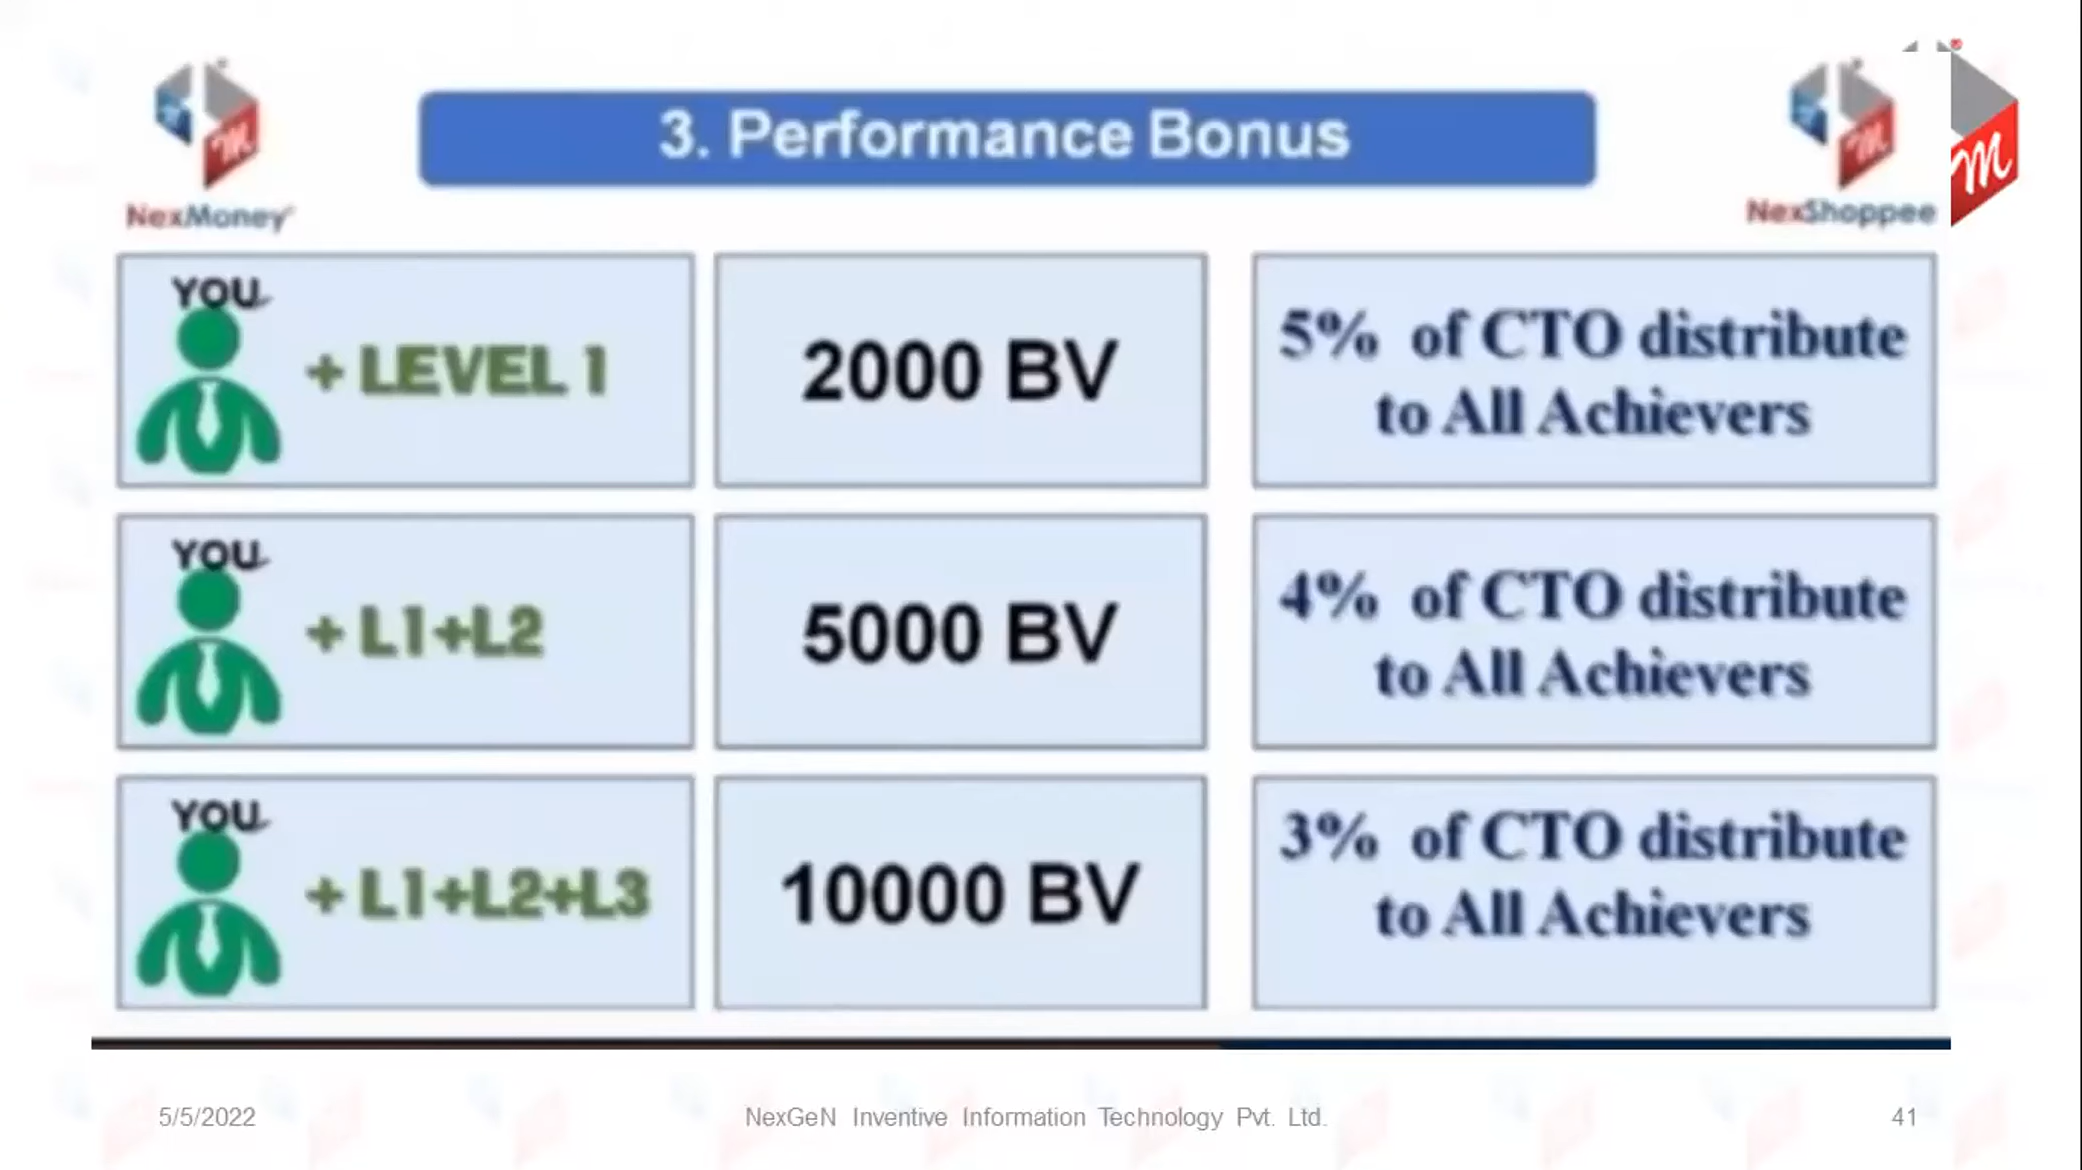 3. Performance Bonus
NexMoney
NexShoppee
YOU
+ LEVEL 1
2000 BV
5% of CTO distribute
to All Achievers
YOU
+ L1+L2
5000 BV
4% of CTO distribute
to All Achievers
YOU
+ L1+L2+L3
10000 BV
3% of CTO distribute
to All Achievers
5/5/2022
NexGeN Inventive Information Technology Pvt. Ltd.
41